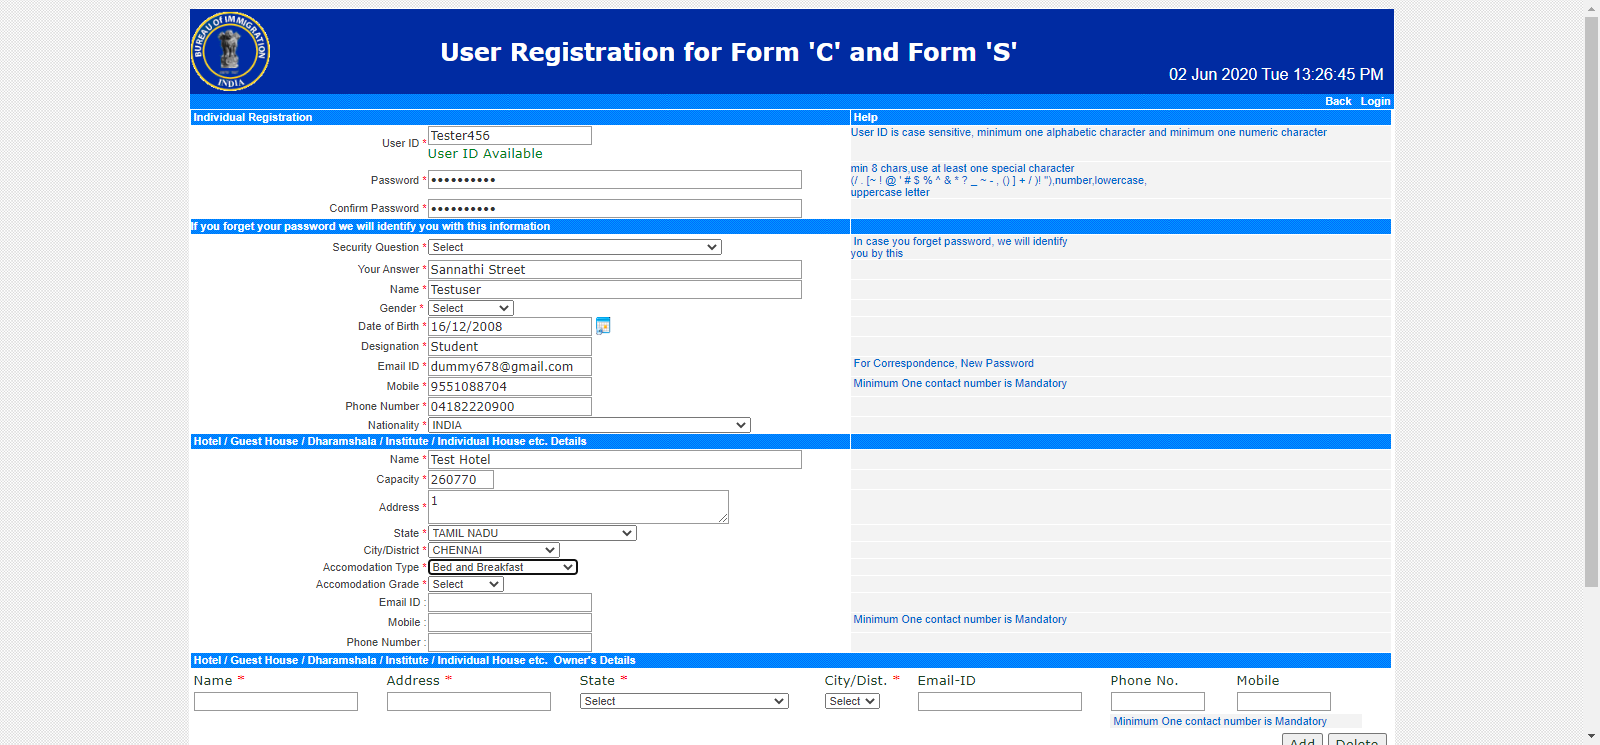 BUREAU OF IMMIGRATION
INDIA
User Registration for Form 'C' and Form 'S'
02 Jun 2020 Tue 13:26:45 PM
Back Login
Individual Registration Help
User ID * Tester456 User ID is case sensitive, minimum one alphabetic character and minimum one numeric character
User ID Available
Password * •••••••••• min 8 chars,use at least one special character
(/ . [~ ! @ ' # $ % ^ & * ? _ ~ - , () ] + / )! "),number,lowercase,
uppercase letter
Confirm Password * ••••••••••
If you forget your password we will identify you with this information
Security Question * Select In case you forget password, we will identify
you by this
Your Answer * Sannathi Street
Name * Testuser
Gender * Select
Date of Birth * 16/12/2008
Designation * Student
Email ID * dummy678@gmail.com For Correspondence, New Password
Mobile * 9551088704 Minimum One contact number is Mandatory
Phone Number * 04182220900
Nationality * INDIA
Hotel / Guest House / Dharamshala / Institute / Individual House etc. Details
Name * Test Hotel
Capacity * 260770
Address * 1
State * TAMIL NADU
City/District * CHENNAI
Accomodation Type * Bed and Breakfast
Accomodation Grade * Select
Email ID :
Mobile : Minimum One contact number is Mandatory
Phone Number :
Hotel / Guest House / Dharamshala / Institute / Individual House etc. Owner's Details
Name * Address * State * City/Dist. * Email-ID Phone No. Mobile
Select Select
Minimum One contact number is Mandatory
Add Delete